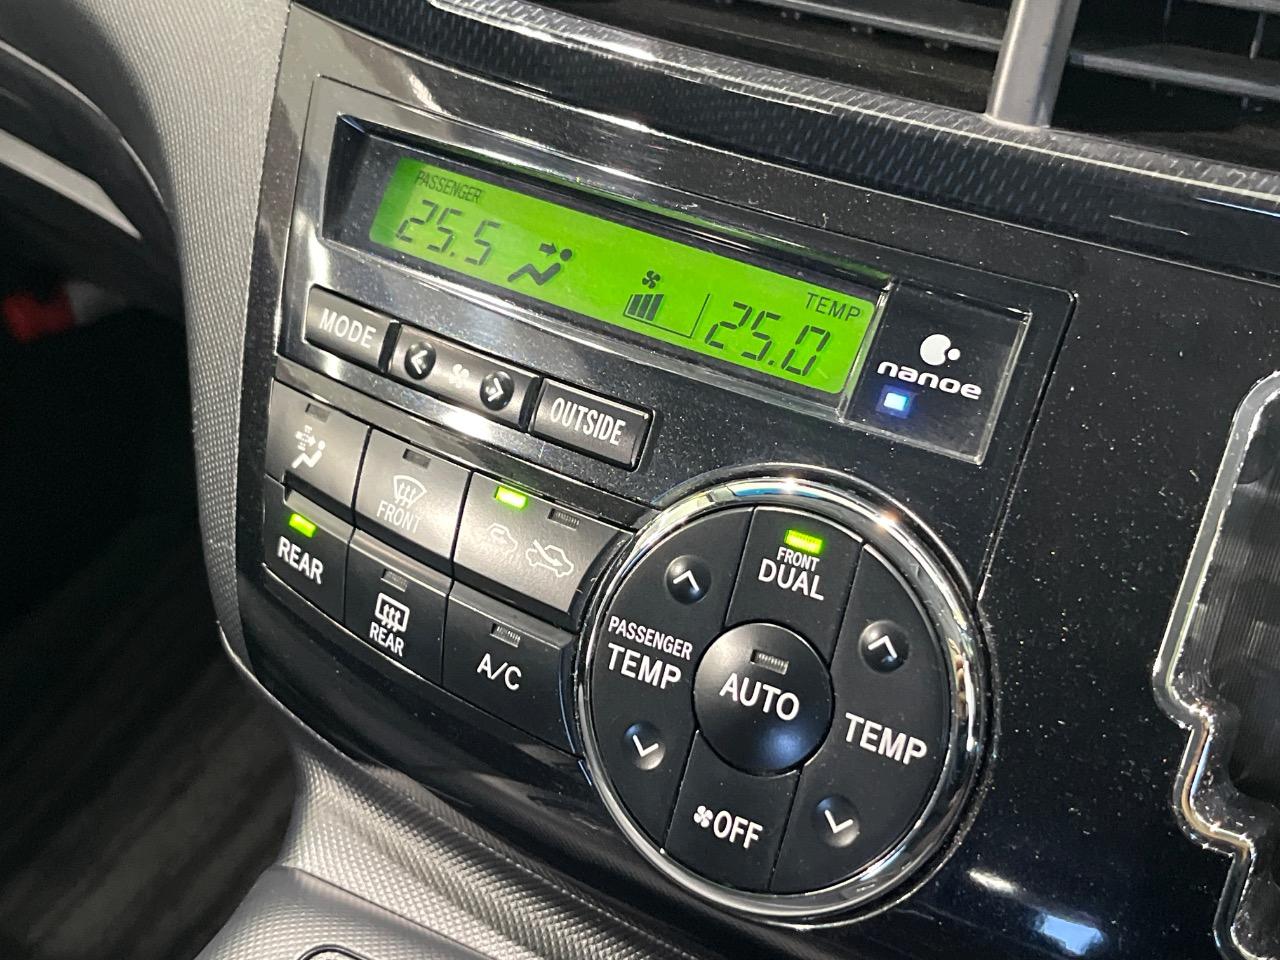 PASSENGER
25.5
TEMP
25.0
nanoe
MODE
OUTSIDE
FRONT
REAR
REAR
A/C
FRONT
DUAL
PASSENGER
TEMP
AUTO
TEMP
OFF